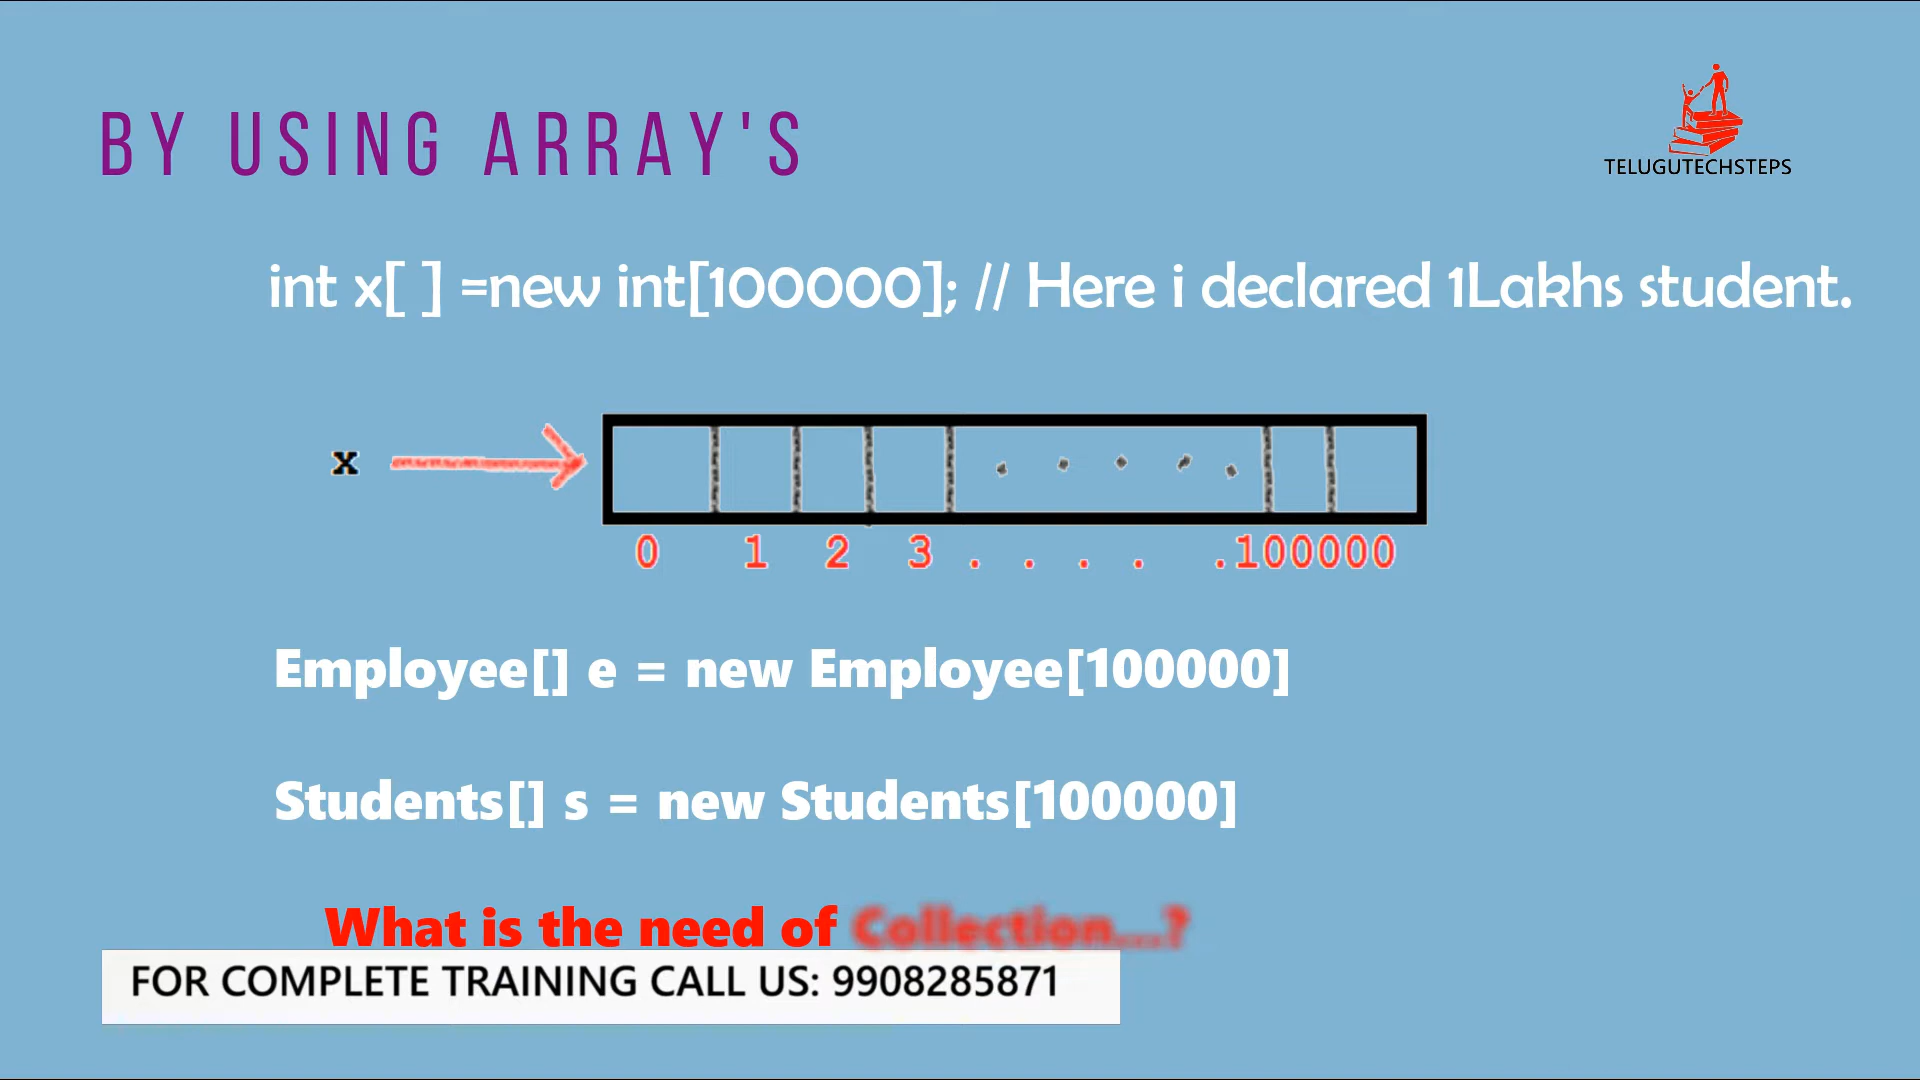 BY USING ARRAY'S
TELUGUTECHSTEPS
int x[ ] =new int[100000]; // Here i declared 1Lakhs student.
x
0 1 2 3 . . . . .100000
Employee[] e = new Employee[100000]
Students[] s = new Students[100000]
What is the need of Collection....?
FOR COMPLETE TRAINING CALL US: 9908285871